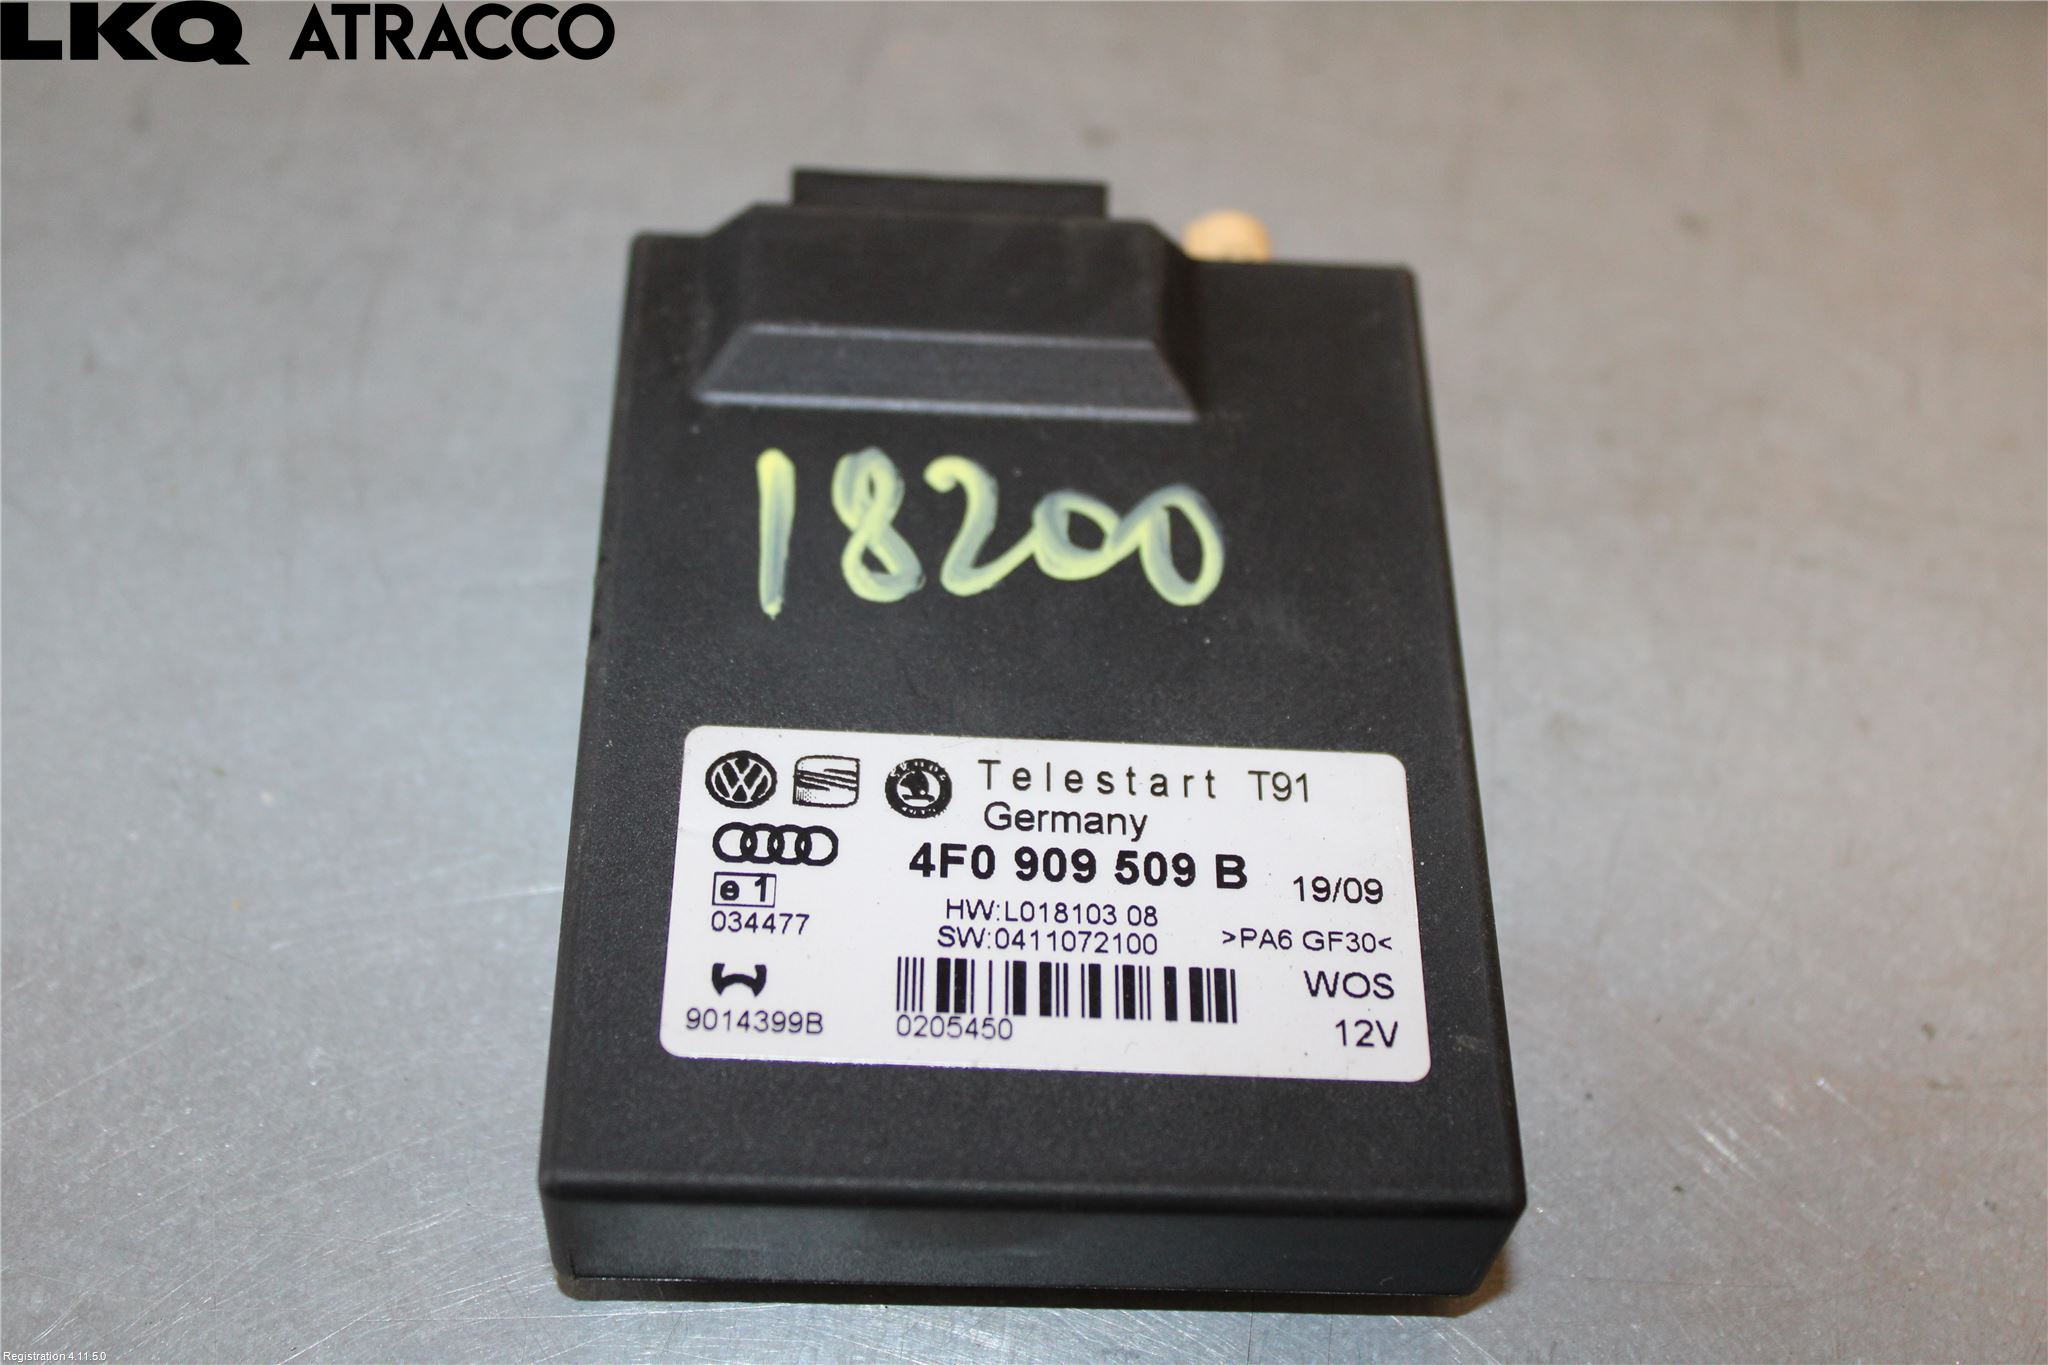 LKQ ATRACCO
18200
Telestart T91
Germany
4F0 909 509 B
19/09
e1
034477
HW:L018103 08
SW:0411072100
>PA6 GF30<
WOS
9014399B
0205450
12V
Registration 4.11.5.0